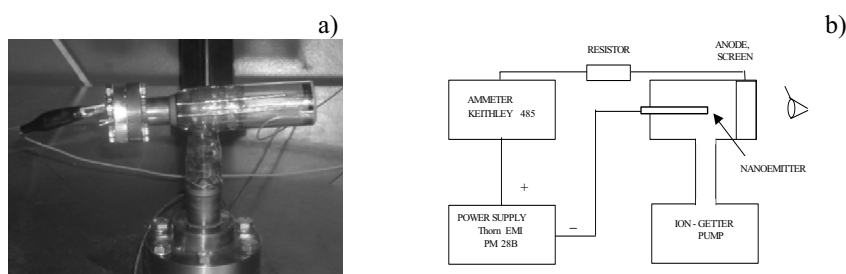 a)
b)
RESISTOR
ANODE,
SCREEN
AMMETER
KEITHLEY 485
NANOEMITTER
+
POWER SUPPLY
Thorn EMI
PM 28B
–
ION - GETTER
PUMP